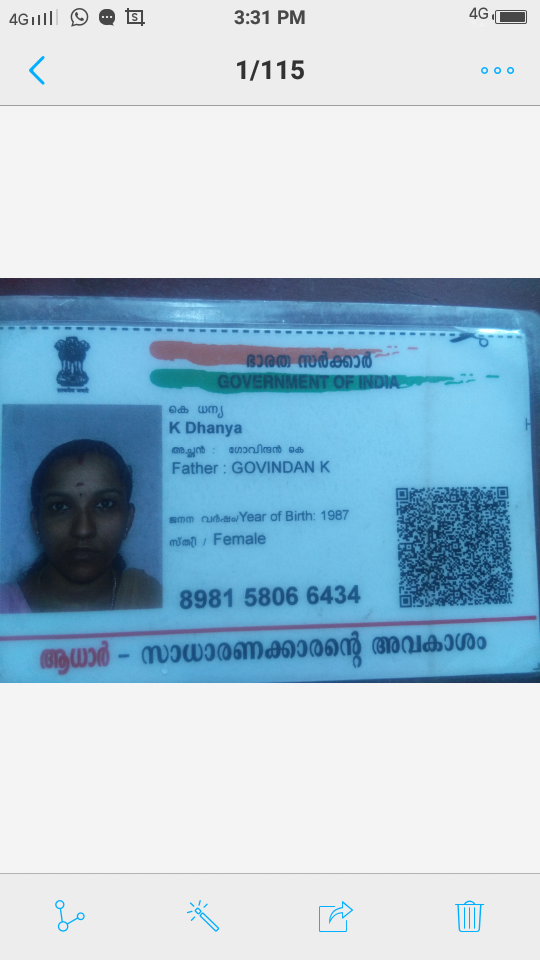 4G 3:31 PM 4G
1/115
ഭാരത സർക്കാർ
GOVERNMENT OF INDIA
കെ ധന്യ
K Dhanya
അച്ഛൻ : ഗോവിന്ദൻ കെ
Father : GOVINDAN K
ജനന വർഷം/Year of Birth: 1987
സ്ത്രീ / Female
8981 5806 6434
ആധാർ - സാധാരണക്കാരന്റെ അവകാശം